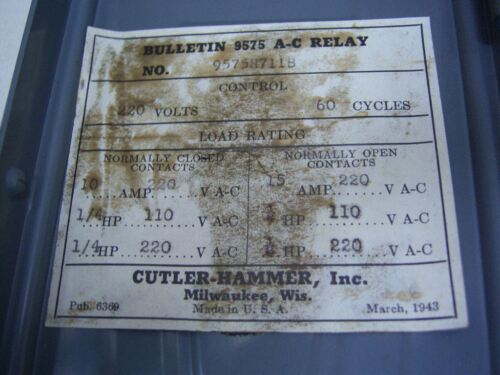 BULLETIN 9575 A-C RELAY
NO. 9575H711B
CONTROL
220 VOLTS 60 CYCLES
LOAD RATING
NORMALLY CLOSED CONTACTS
10 AMP. 220 V A-C
1/4 HP 110 V A-C
1/4 HP 220 V A-C
NORMALLY OPEN CONTACTS
15 AMP. 220 V A-C
HP 110 V A-C
HP 220 V A-C
CUTLER-HAMMER, Inc.
Milwaukee, Wis.
Pub. 6369 Made in U. S. A. March, 1943